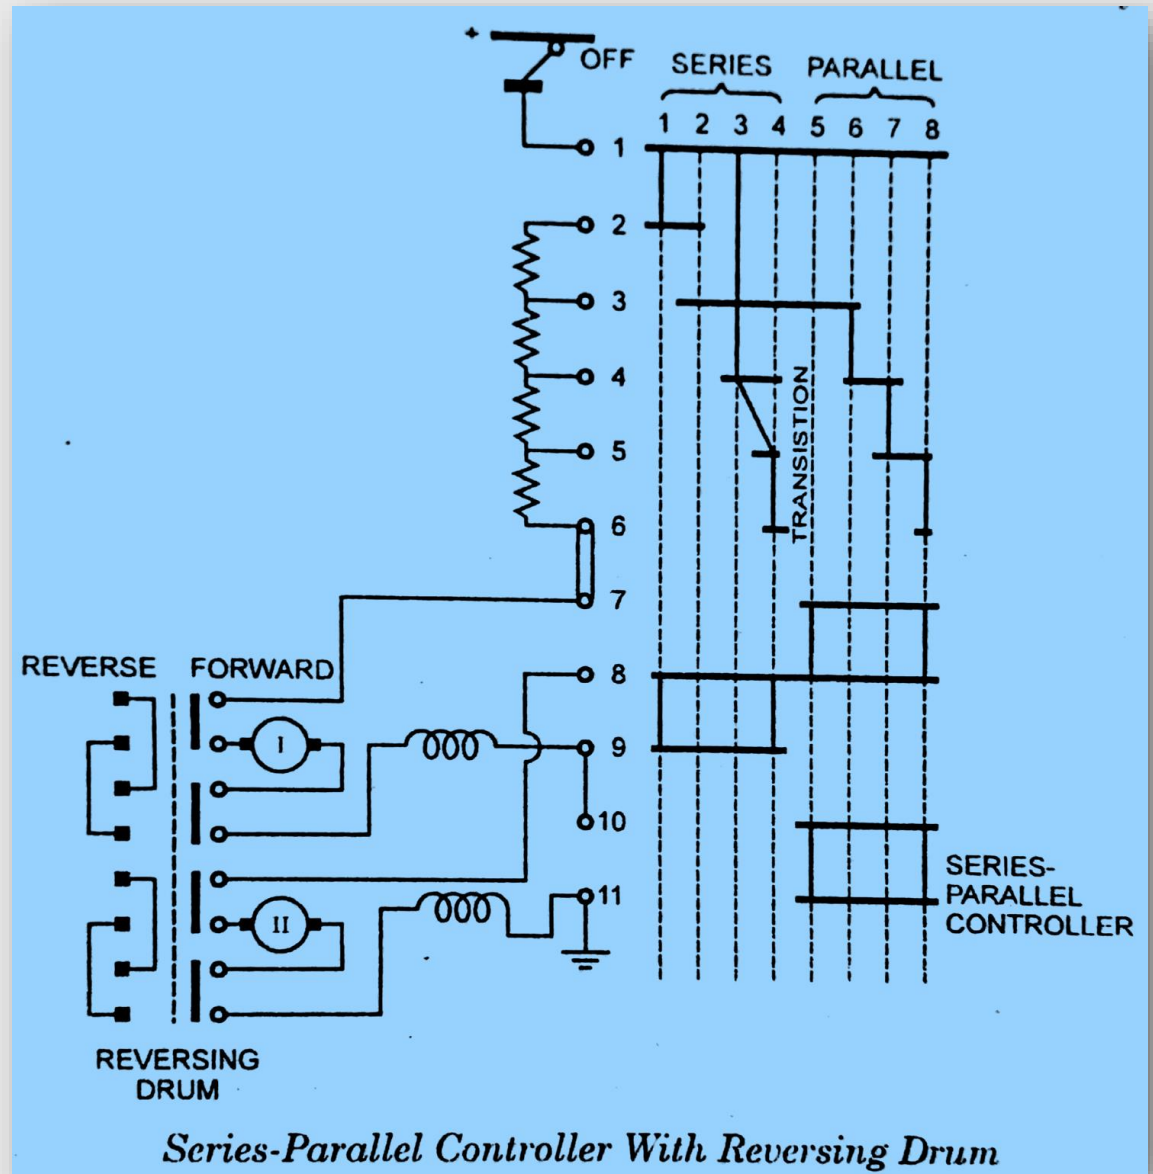 +
OFF
SERIES PARALLEL
1 2 3 4 5 6 7 8
1
2
3
4
5
6
7
8
9
10
11
TRANSISTION
REVERSE FORWARD
I
II
SERIES-
PARALLEL
CONTROLLER
REVERSING
DRUM
Series-Parallel Controller With Reversing Drum